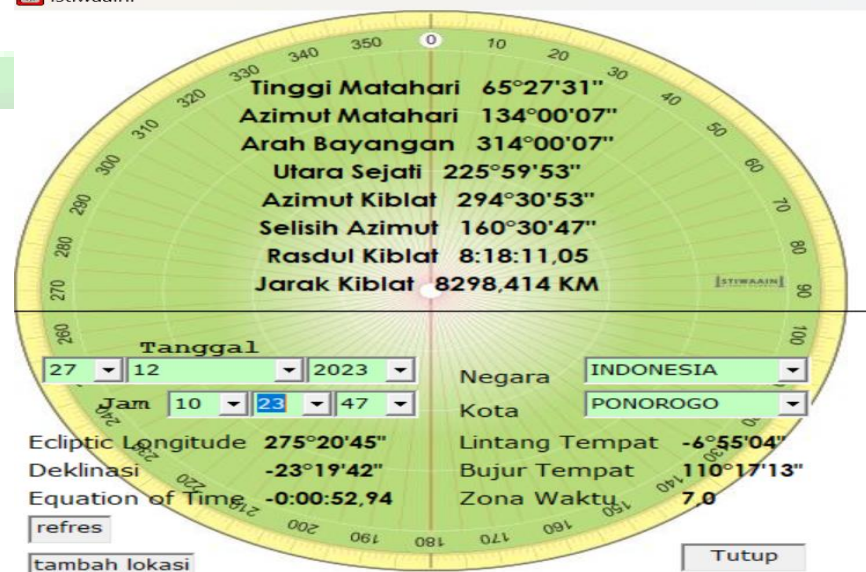 Istiwaaini
350 0 10
340 20
330 30
Tinggi Matahari 65°27'31"
320 40
Azimut Matahari 134°00'07"
310 50
Arah Bayangan 314°00'07"
300 60
Utara Sejati 225°59'53"
290 70
Azimut Kiblat 294°30'53"
Selisih Azimut 160°30'47"
280 80
Rasdul Kiblat 8:18:11,05
Jarak Kiblat 8298,414 KM
ISTIWAAIN
270 90
260 100
Tanggal
27 12 2023
Negara INDONESIA
Jam 10 23 47
Kota PONOROGO
240
Ecliptic Longitude 275°20'45"
Lintang Tempat -6°55'04"
230 130
Deklinasi -23°19'42"
Bujur Tempat 110°17'13"
220 140
Equation of Time -0:00:52,94
Zona Waktu 7,0
210 150
refres
200 190 180 170 160
tambah lokasi
Tutup